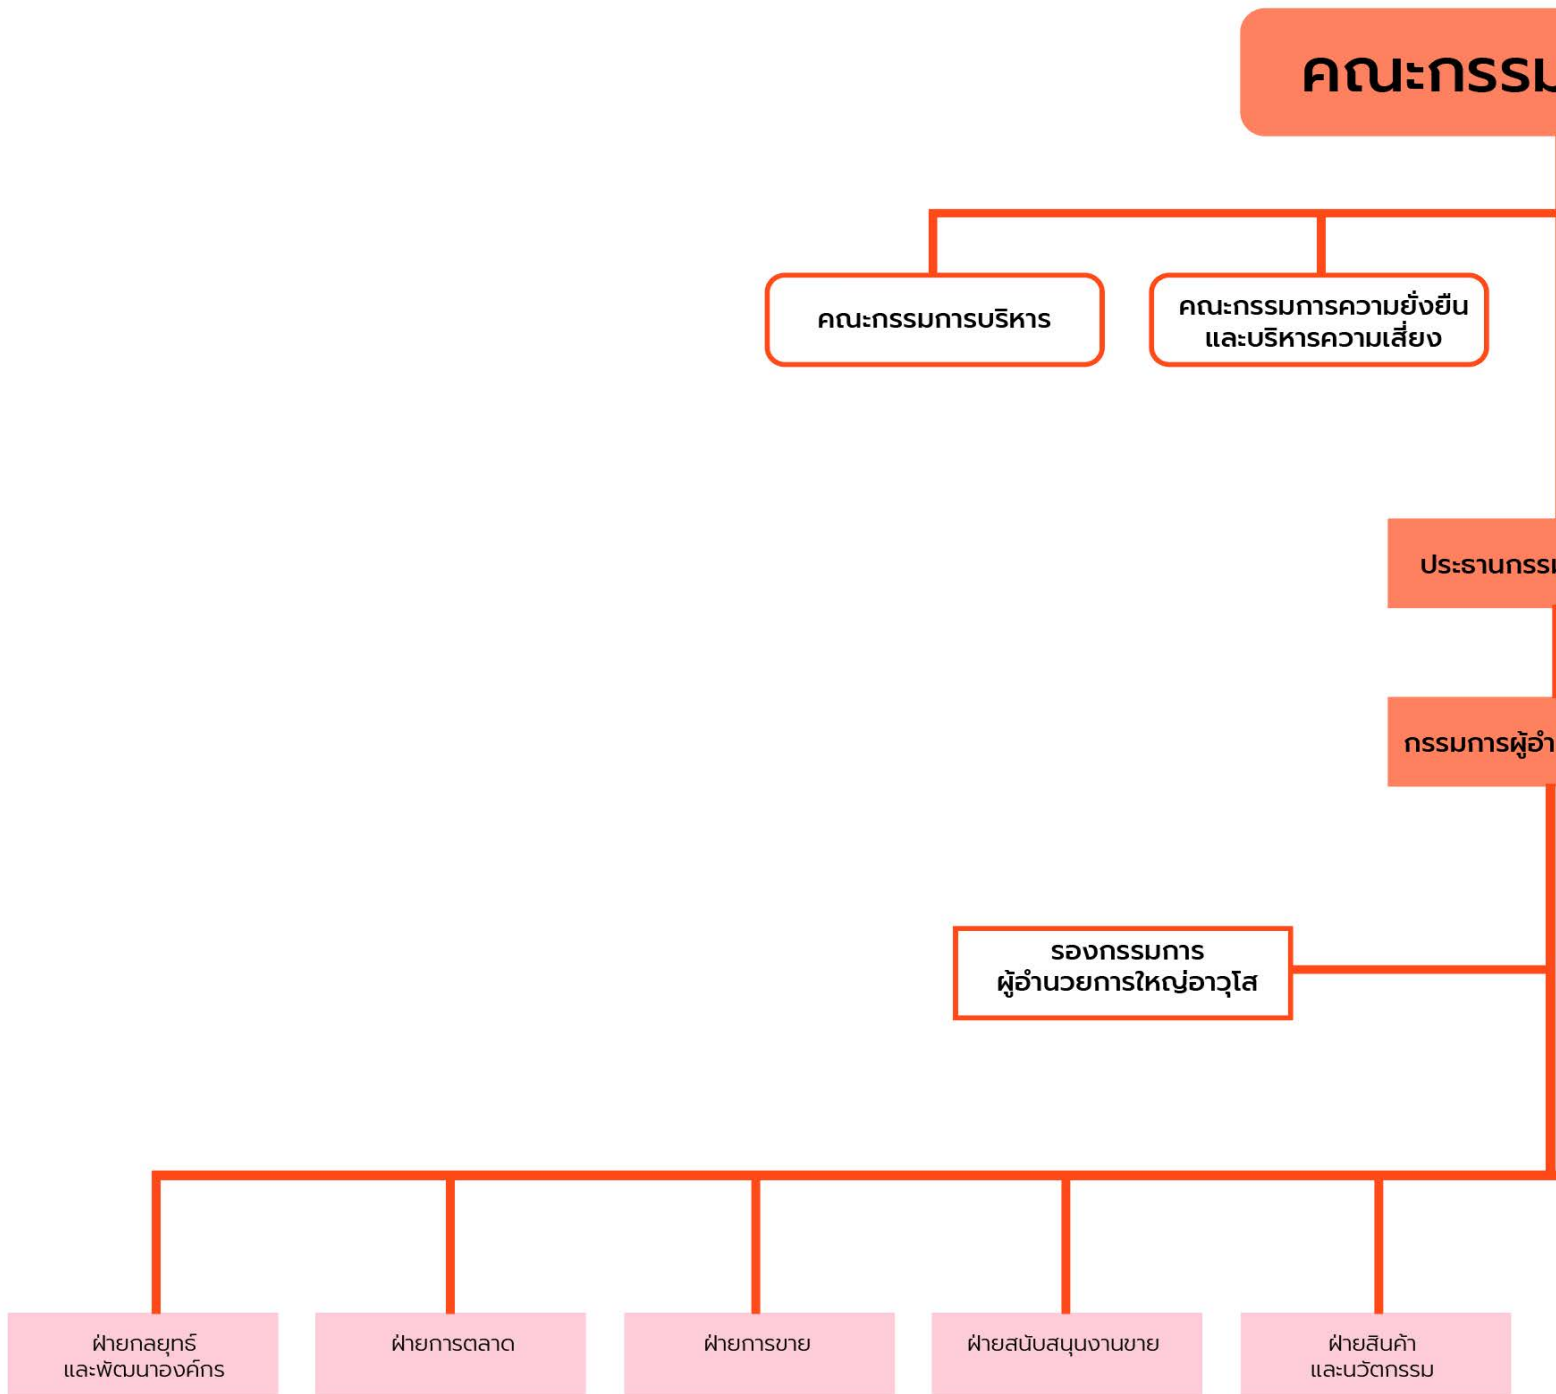 คณะกรรม
คณะกรรมการบริหาร
คณะกรรมการความยั่งยืน
และบริหารความเสี่ยง
ประธานกรรม
กรรมการผู้อำ
รองกรรมการ
ผู้อำนวยการใหญ่อาวุโส
ฝ่ายกลยุทธ์
และพัฒนาองค์กร
ฝ่ายการตลาด
ฝ่ายการขาย
ฝ่ายสนับสนุนงานขาย
ฝ่ายสินค้า
และนวัตกรรม